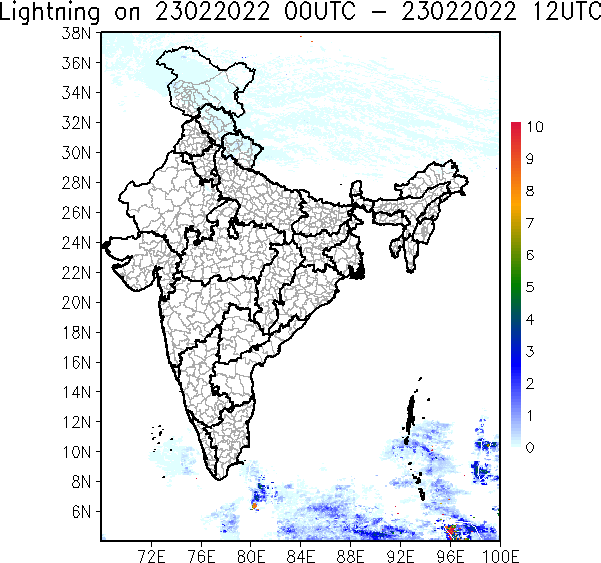 Lightning on 23022022 00UTC – 23022022 12UTC
38N
36N
34N
32N
30N
28N
26N
24N
22N
20N
18N
16N
14N
12N
10N
8N
6N
10
9
8
7
6
5
4
3
2
1
0
72E 76E 80E 84E 88E 92E 96E 100E